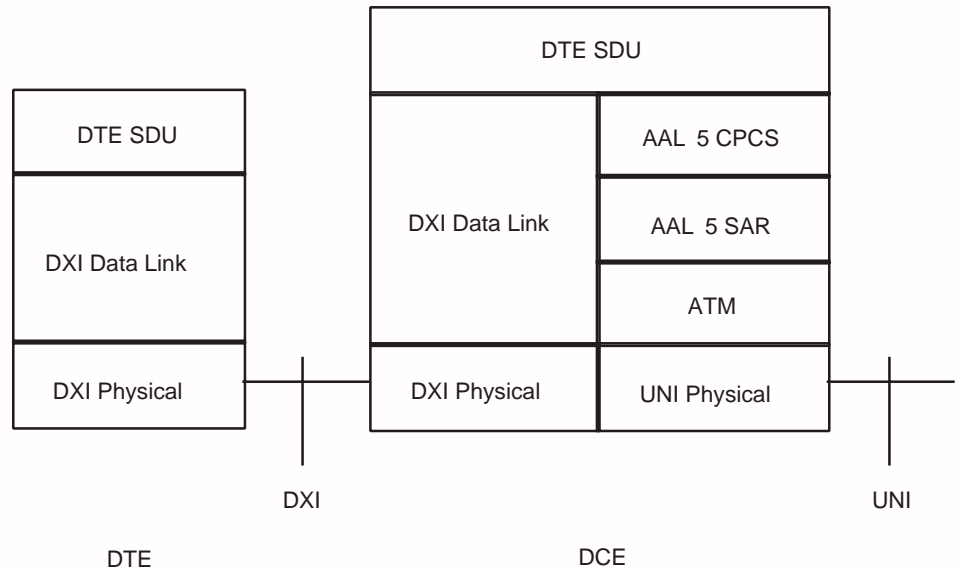 DTE SDU
DTE SDU
AAL 5 CPCS
DXI Data Link
AAL 5 SAR
DXI Data Link
ATM
DXI Physical
DXI Physical
UNI Physical
DXI
UNI
DTE
DCE